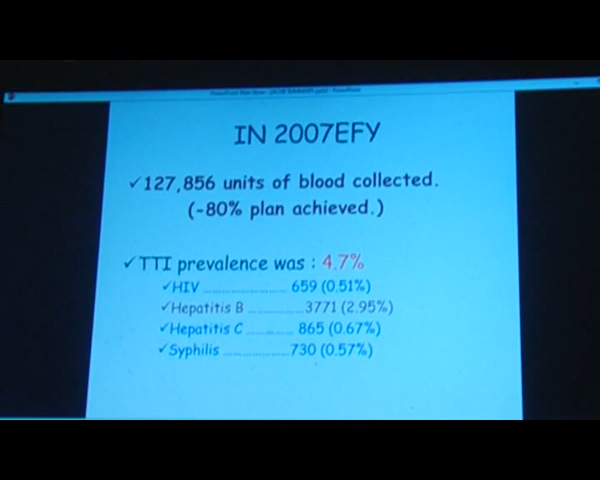 IN 2007EFY
✓127,856 units of blood collected.
(-80% plan achieved.)
✓TTI prevalence was : 4.7%
✓HIV ........................ 659 (0.51%)
✓Hepatitis B ................3771 (2.95%)
✓Hepatitis C .............. 865 (0.67%)
✓Syphilis ................... 730 (0.57%)